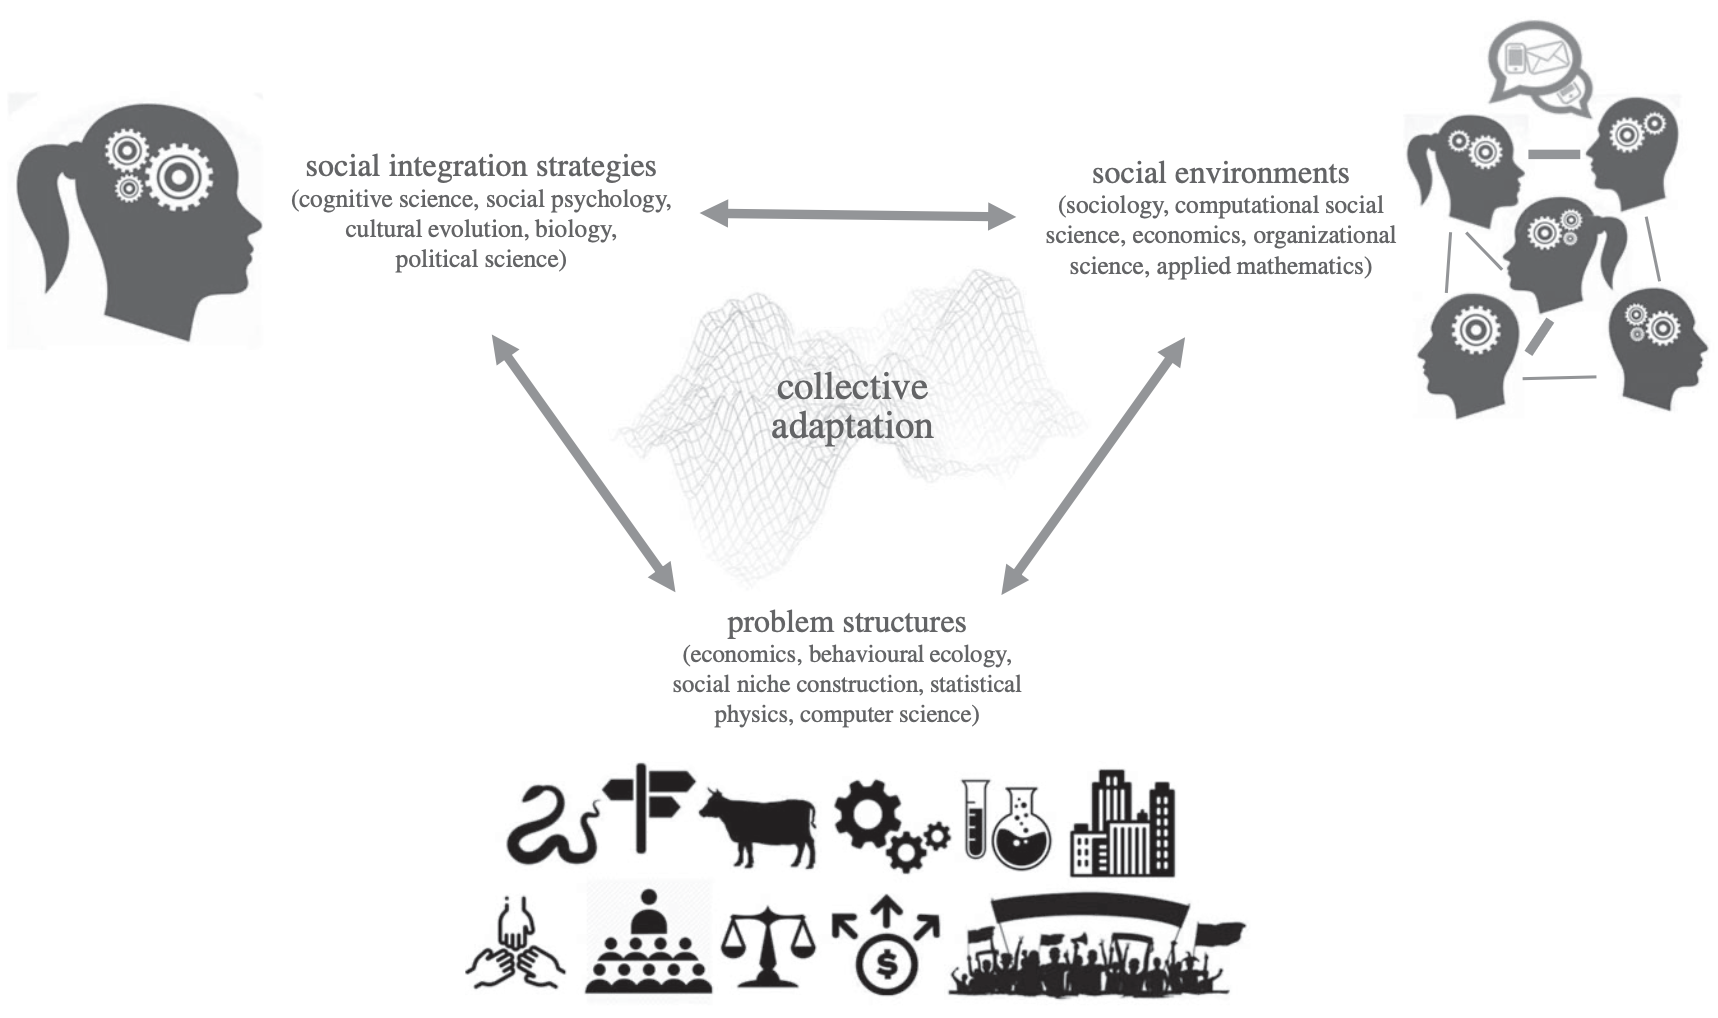 social integration strategies
(cognitive science, social psychology,
cultural evolution, biology,
political science)
social environments
(sociology, computational social
science, economics, organizational
science, applied mathematics)
collective
adaptation
problem structures
(economics, behavioural ecology,
social niche construction, statistical
physics, computer science)
$